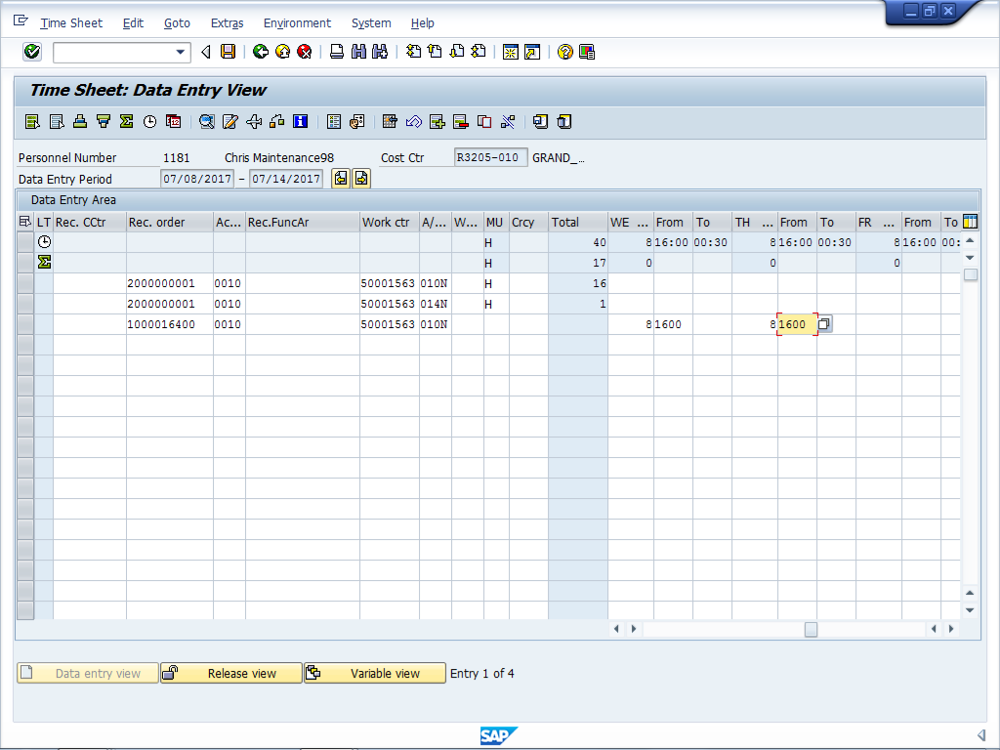 Time Sheet Edit Goto Extras Environment System Help
Time Sheet: Data Entry View
Personnel Number 1181 Chris Maintenance98 Cost Ctr R3205-010 GRAND_...
Data Entry Period 07/08/2017 - 07/14/2017
Data Entry Area
LT Rec. CCtr Rec. order Ac... Rec.FuncAr Work ctr A/... W... MU Crcy Total WE ... From To TH ... From To FR ... From To
H 40 8 16:00 00:30 8 16:00 00:30 8 16:00 00:
H 17 0 0 0
2000000001 0010 50001563 010N H 16
2000000001 0010 50001563 014N H 1
1000016400 0010 50001563 010N 8 1600 8 1600
Data entry view Release view Variable view Entry 1 of 4
SAP